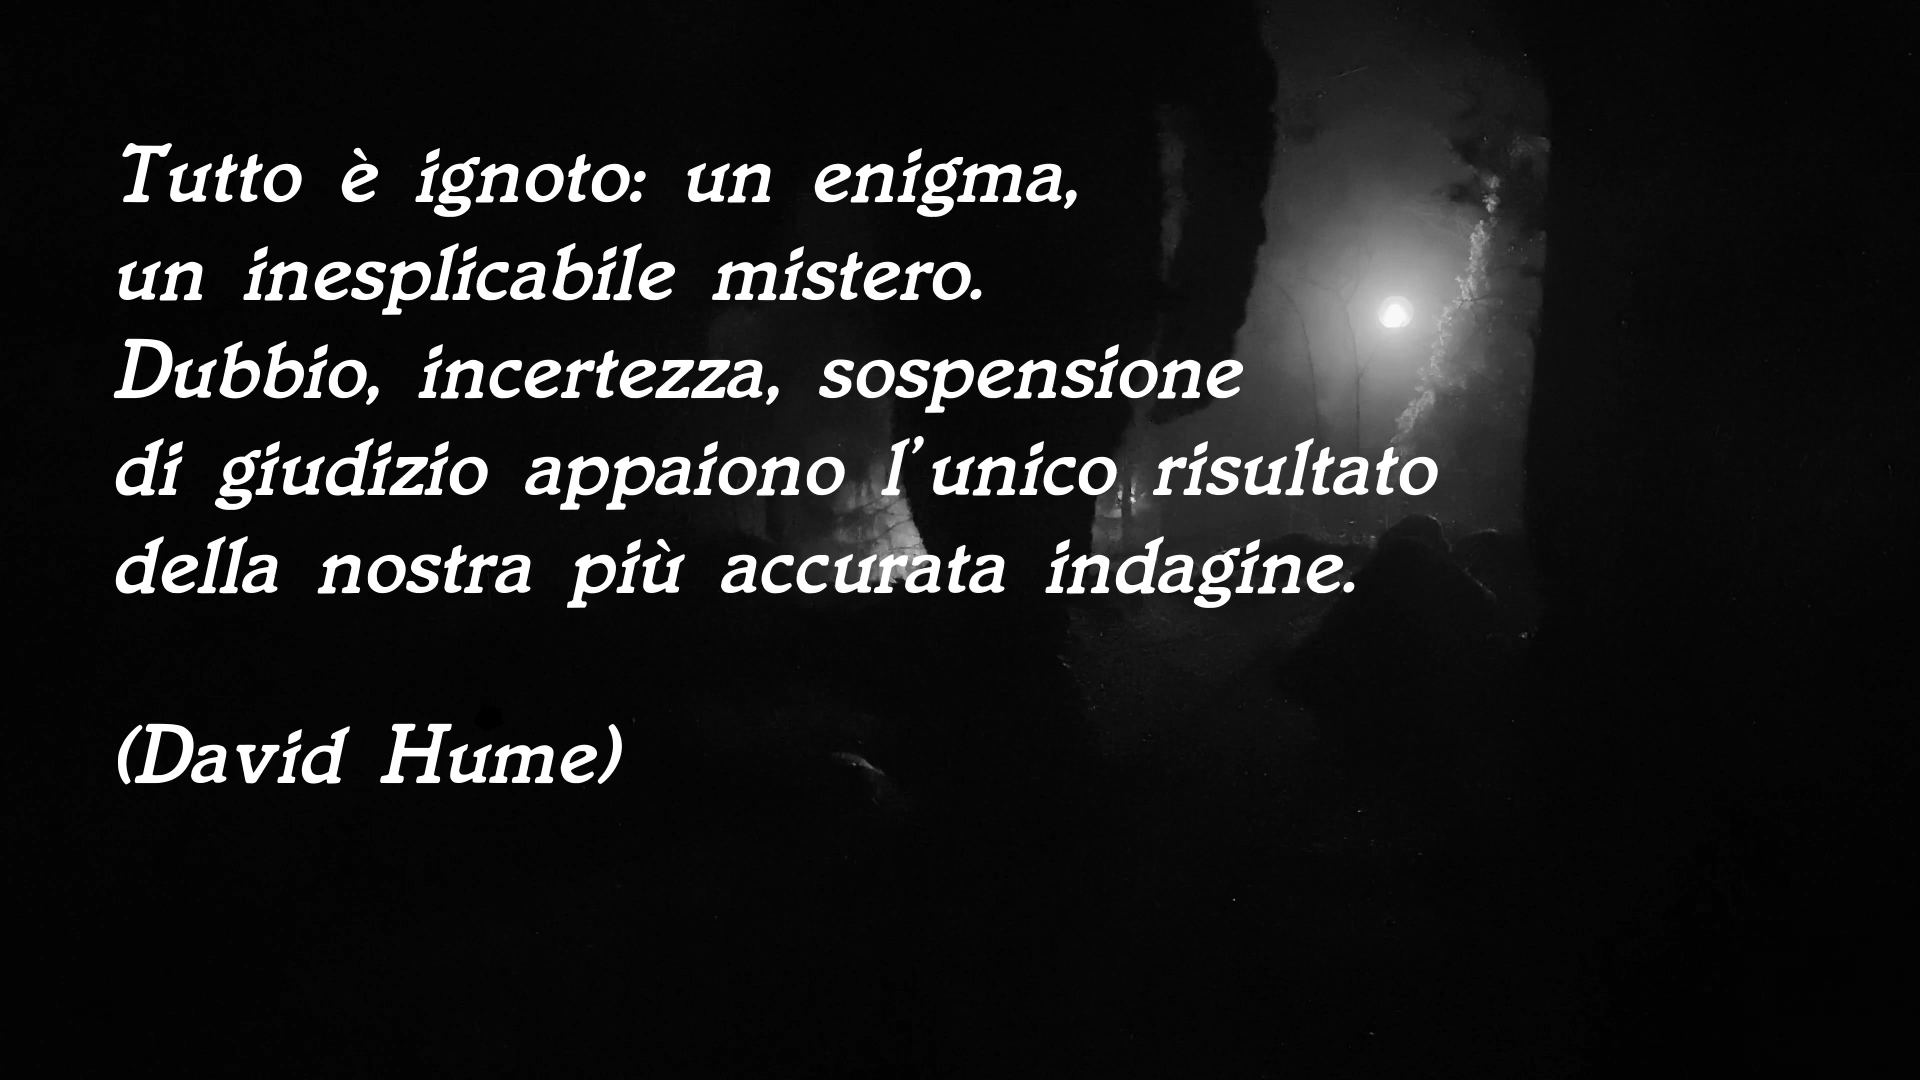 Tutto è ignoto: un enigma,
un inesplicabile mistero.
Dubbio, incertezza, sospensione
di giudizio appaiono l’unico risultato
della nostra più accurata indagine.
(David Hume)